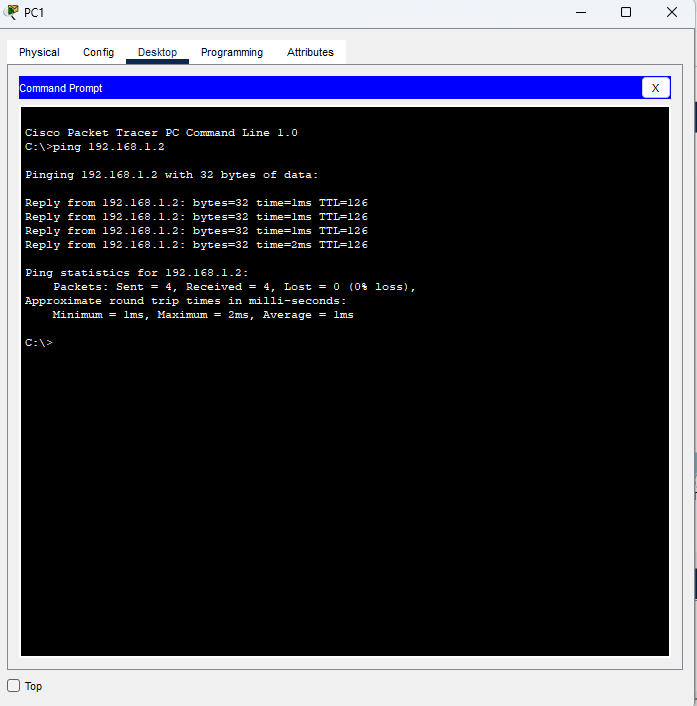 PC1
Physical Config Desktop Programming Attributes
Command Prompt
X
Cisco Packet Tracer PC Command Line 1.0
C:\>ping 192.168.1.2
Pinging 192.168.1.2 with 32 bytes of data:
Reply from 192.168.1.2: bytes=32 time=1ms TTL=126
Reply from 192.168.1.2: bytes=32 time=1ms TTL=126
Reply from 192.168.1.2: bytes=32 time=1ms TTL=126
Reply from 192.168.1.2: bytes=32 time=2ms TTL=126
Ping statistics for 192.168.1.2:
Packets: Sent = 4, Received = 4, Lost = 0 (0% loss),
Approximate round trip times in milli-seconds:
Minimum = 1ms, Maximum = 2ms, Average = 1ms
C:\>
Top